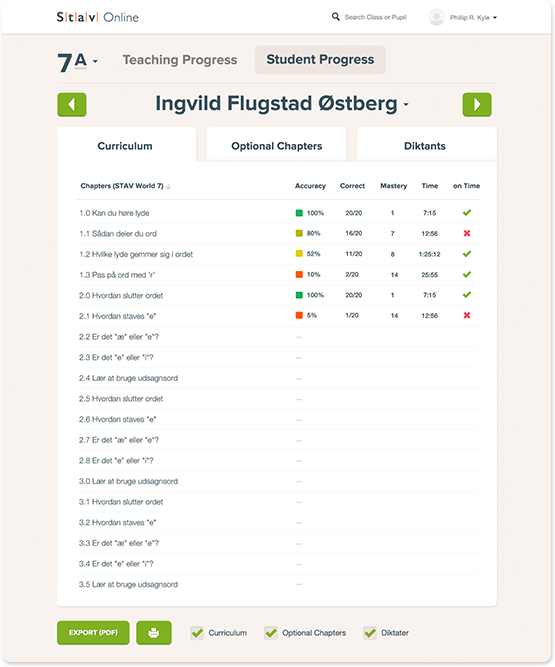 S|t|a|v| Online
Search Class or Pupil
Phillip R. Kyle
7A
Teaching Progress
Student Progress
Ingvild Flugstad Østberg
Curriculum
Optional Chapters
Diktants
Chapters (STAV World 7) Accuracy Correct Mastery Time on Time
1.0 Kan du høre lyde 100% 20/20 1 7:15
1.1 Sådan deler du ord 80% 16/20 7 12:56
1.2 Hvilke lyde gemmer sig i ordet 52% 11/20 8 1:25:12
1.3 Pas på ord med 'r' 10% 2/20 14 25:55
2.0 Hvordan slutter ordet 100% 20/20 1 7:15
2.1 Hvordan staves "e" 5% 1/20 14 12:56
2.2 Er det "æ" eller "e"? —
2.3 Er det "e" eller "i"? —
2.4 Lær at bruge udsagnsord —
2.5 Hvordan slutter ordet —
2.6 Hvordan staves "e" —
2.7 Er det "æ" eller "e"? —
2.8 Er det "e" eller "i"? —
3.0 Lær at bruge udsagnsord —
3.1 Hvordan slutter ordet —
3.2 Hvordan staves "e" —
3.3 Er det "æ" eller "e"? —
3.4 Er det "e" eller "i"? —
3.5 Lær at bruge udsagnsord —
EXPORT (PDF)
Curriculum
Optional Chapters
Diktater